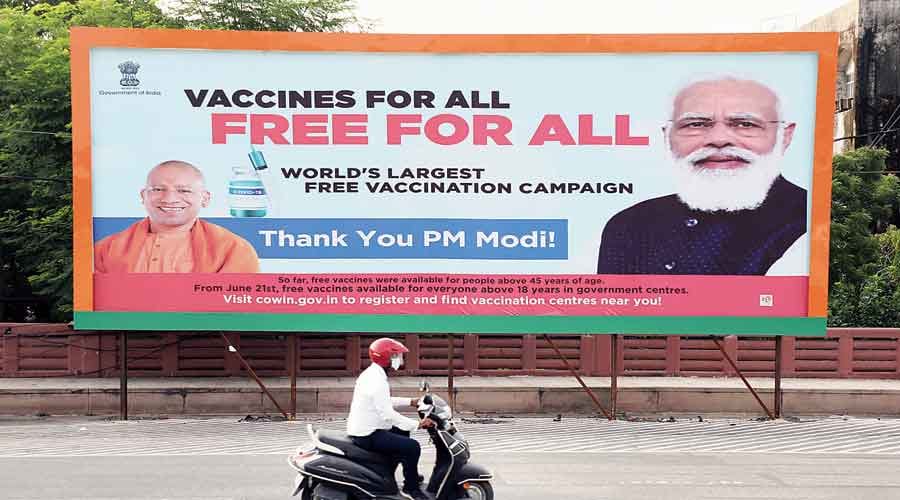 Government of India
VACCINES FOR ALL
FREE FOR ALL
COVID-19
WORLD'S LARGEST
FREE VACCINATION CAMPAIGN
Thank You PM Modi!
So far, free vaccines were available for people above 45 years of age.
From June 21st, free vaccines available for everyone above 18 years in government centres.
Visit cowin.gov.in to register and find vaccination centres near you!